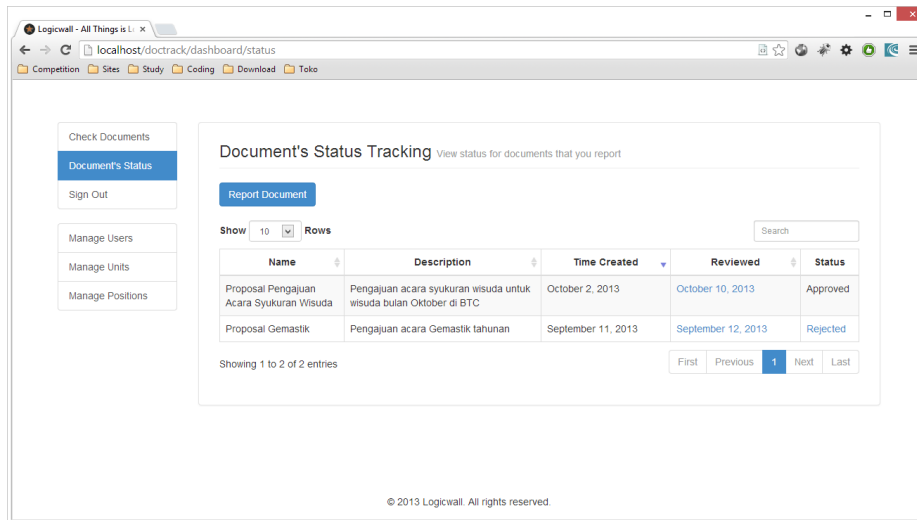 Logicwall - All Things is L
localhost/doctrack/dashboard/status
Competition Sites Study Coding Download Toko
Check Documents
Document's Status
Sign Out
Manage Users
Manage Units
Manage Positions
Document's Status Tracking View status for documents that you report
Report Document
Show 10 Rows
Search
Name Description Time Created Reviewed Status
Proposal Pengajuan Pengajuan acara syukuran wisuda untuk October 2, 2013 October 10, 2013 Approved
Acara Syukuran Wisuda wisuda bulan Oktober di BTC
Proposal Gemastik Pengajuan acara Gemastik tahunan September 11, 2013 September 12, 2013 Rejected
Showing 1 to 2 of 2 entries
First Previous 1 Next Last
© 2013 Logicwall. All rights reserved.